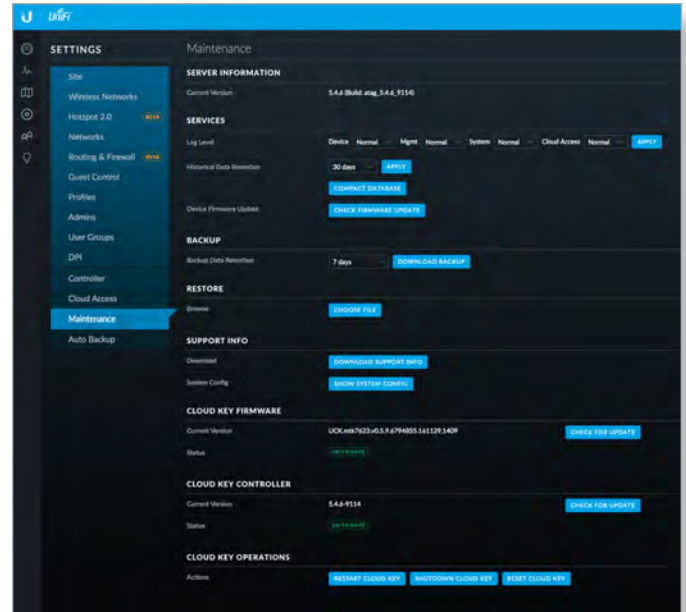 UniFi
SETTINGS
Maintenance
Site
Wireless Networks
Hotspot 2.0 BETA
Networks
Routing & Firewall BETA
Guest Control
Profiles
Admins
User Groups
DPI
Controller
Cloud Access
Maintenance
Auto Backup
SERVER INFORMATION
Current Version 5.4.6 (Build: atag_5.4.6_9114)
SERVICES
Log Level Device Normal Mgmt Normal System Normal Cloud Access Normal APPLY
Historical Data Retention 30 days APPLY
COMPACT DATABASE
Device Firmware Update CHECK FIRMWARE UPDATE
BACKUP
Backup Data Retention 7 days DOWNLOAD BACKUP
RESTORE
Browse CHOOSE FILE
SUPPORT INFO
Download DOWNLOAD SUPPORT INFO
System Config SHOW SYSTEM CONFIG
CLOUD KEY FIRMWARE
Current Version UCK.mtk7623.v0.5.9.6794855.161129.1409 CHECK FOR UPDATE
Status UP TO DATE
CLOUD KEY CONTROLLER
Current Version 5.4.6-9114 CHECK FOR UPDATE
Status UP TO DATE
CLOUD KEY OPERATIONS
Actions RESTART CLOUD KEY SHUTDOWN CLOUD KEY RESET CLOUD KEY